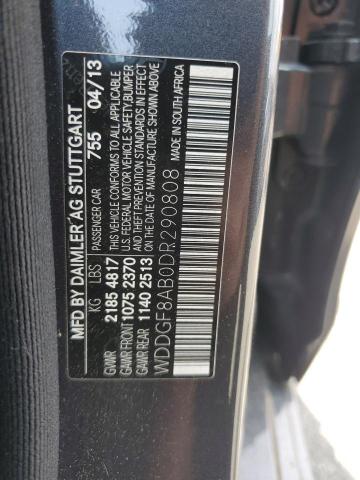 MFD BY DAIMLER AG STUTTGART
PASSENGER CAR 755 04/13
KG LBS
GVWR 2185 4817
GAWR FRONT 1075 2370
GAWR REAR 1140 2513
THIS VEHICLE CONFORMS TO ALL APPLICABLE
U.S. FEDERAL MOTOR VEHICLE SAFETY, BUMPER
AND THEFT PREVENTION STANDARDS IN EFFECT
ON THE DATE OF MANUFACTURE SHOWN ABOVE.
MADE IN SOUTH AFRICA
WDDGF8AB0DR290808